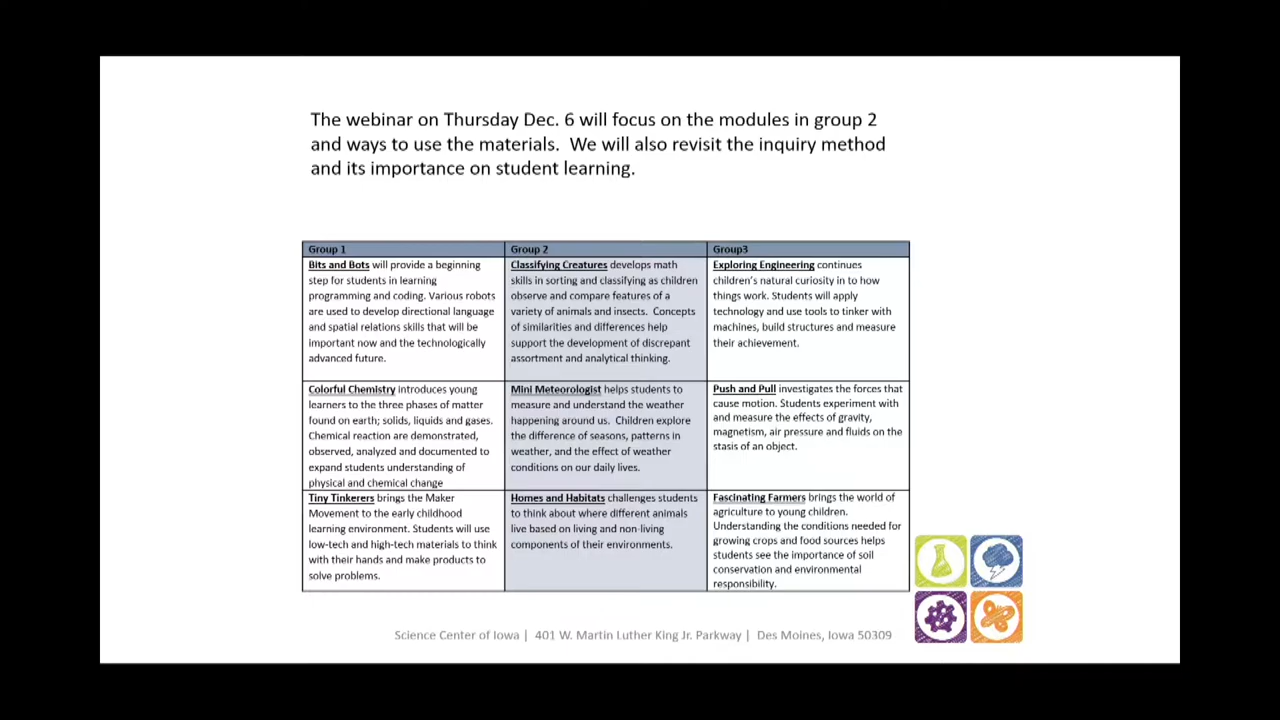 The webinar on Thursday Dec. 6 will focus on the modules in group 2
and ways to use the materials.  We will also revisit the inquiry method
and its importance on student learning.
Group 1
Bits and Bots will provide a beginning
step for students in learning
programming and coding. Various robots
are used to develop directional language
and spatial relations skills that will be
important now and the technologically
advanced future.
Colorful Chemistry introduces young
learners to the three phases of matter
found on earth; solids, liquids and gases.
Chemical reaction are demonstrated,
observed, analyzed and documented to
expand students understanding of
physical and chemical change
Tiny Tinkerers brings the Maker
Movement to the early childhood
learning environment. Students will use
low-tech and high-tech materials to think
with their hands and make products to
solve problems.
Group 2
Classifying Creatures develops math
skills in sorting and classifying as children
observe and compare features of a
variety of animals and insects.  Concepts
of similarities and differences help
support the development of discrepant
assortment and analytical thinking.
Mini Meteorologist helps students to
measure and understand the weather
happening around us.  Children explore
the difference of seasons, patterns in
weather, and the effect of weather
conditions on our daily lives.
Homes and Habitats challenges students
to think about where different animals
live based on living and non-living
components of their environments.
Group3
Exploring Engineering continues
children's natural curiosity in to how
things work. Students will apply
technology and use tools to tinker with
machines, build structures and measure
their achievement.
Push and Pull investigates the forces that
cause motion. Students experiment with
and measure the effects of gravity,
magnetism, air pressure and fluids on the
stasis of an object.
Fascinating Farmers brings the world of
agriculture to young children.
Understanding the conditions needed for
growing crops and food sources helps
students see the importance of soil
conservation and environmental
responsibility.
Science Center of Iowa | 401 W. Martin Luther King Jr. Parkway | Des Moines, Iowa 50309